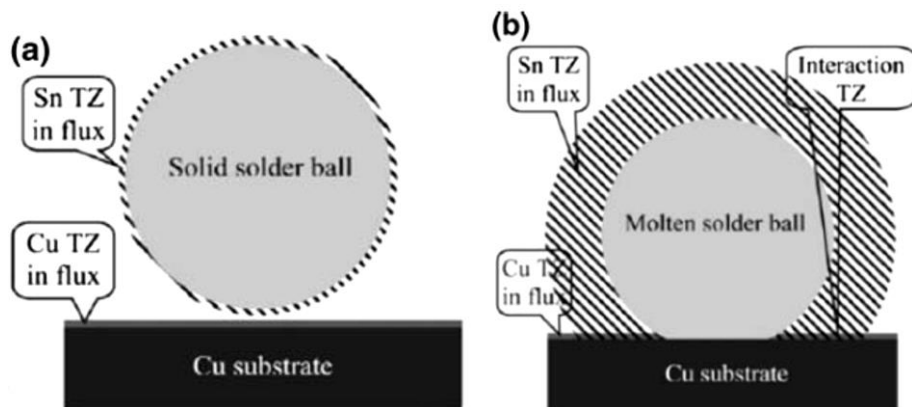 (a)
Sn TZ
in flux
Solid solder ball
Cu TZ
in flux
Cu substrate
(b)
Sn TZ
in flux
Interaction
TZ
Molten solder ball
Cu TZ
in flux
Cu substrate